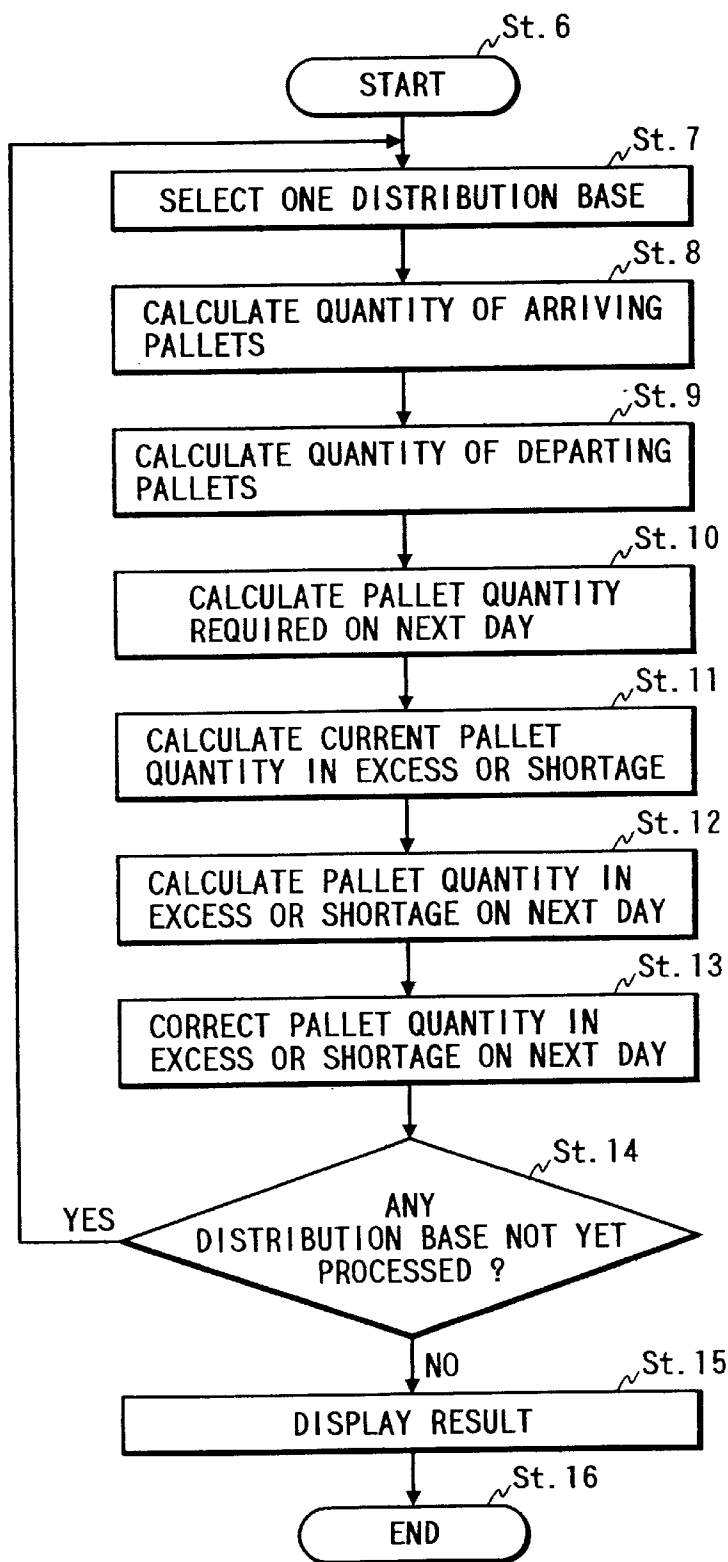 St. 6
START
St. 7
SELECT ONE DISTRIBUTION BASE
St. 8
CALCULATE QUANTITY OF ARRIVING
PALLETS
St. 9
CALCULATE QUANTITY OF DEPARTING
PALLETS
St. 10
CALCULATE PALLET QUANTITY
REQUIRED ON NEXT DAY
St. 11
CALCULATE CURRENT PALLET
QUANTITY IN EXCESS OR SHORTAGE
St. 12
CALCULATE PALLET QUANTITY IN
EXCESS OR SHORTAGE ON NEXT DAY
St. 13
CORRECT PALLET QUANTITY IN
EXCESS OR SHORTAGE ON NEXT DAY
St. 14
YES
ANY
DISTRIBUTION BASE NOT YET
PROCESSED ?
NO
St. 15
DISPLAY RESULT
St. 16
END